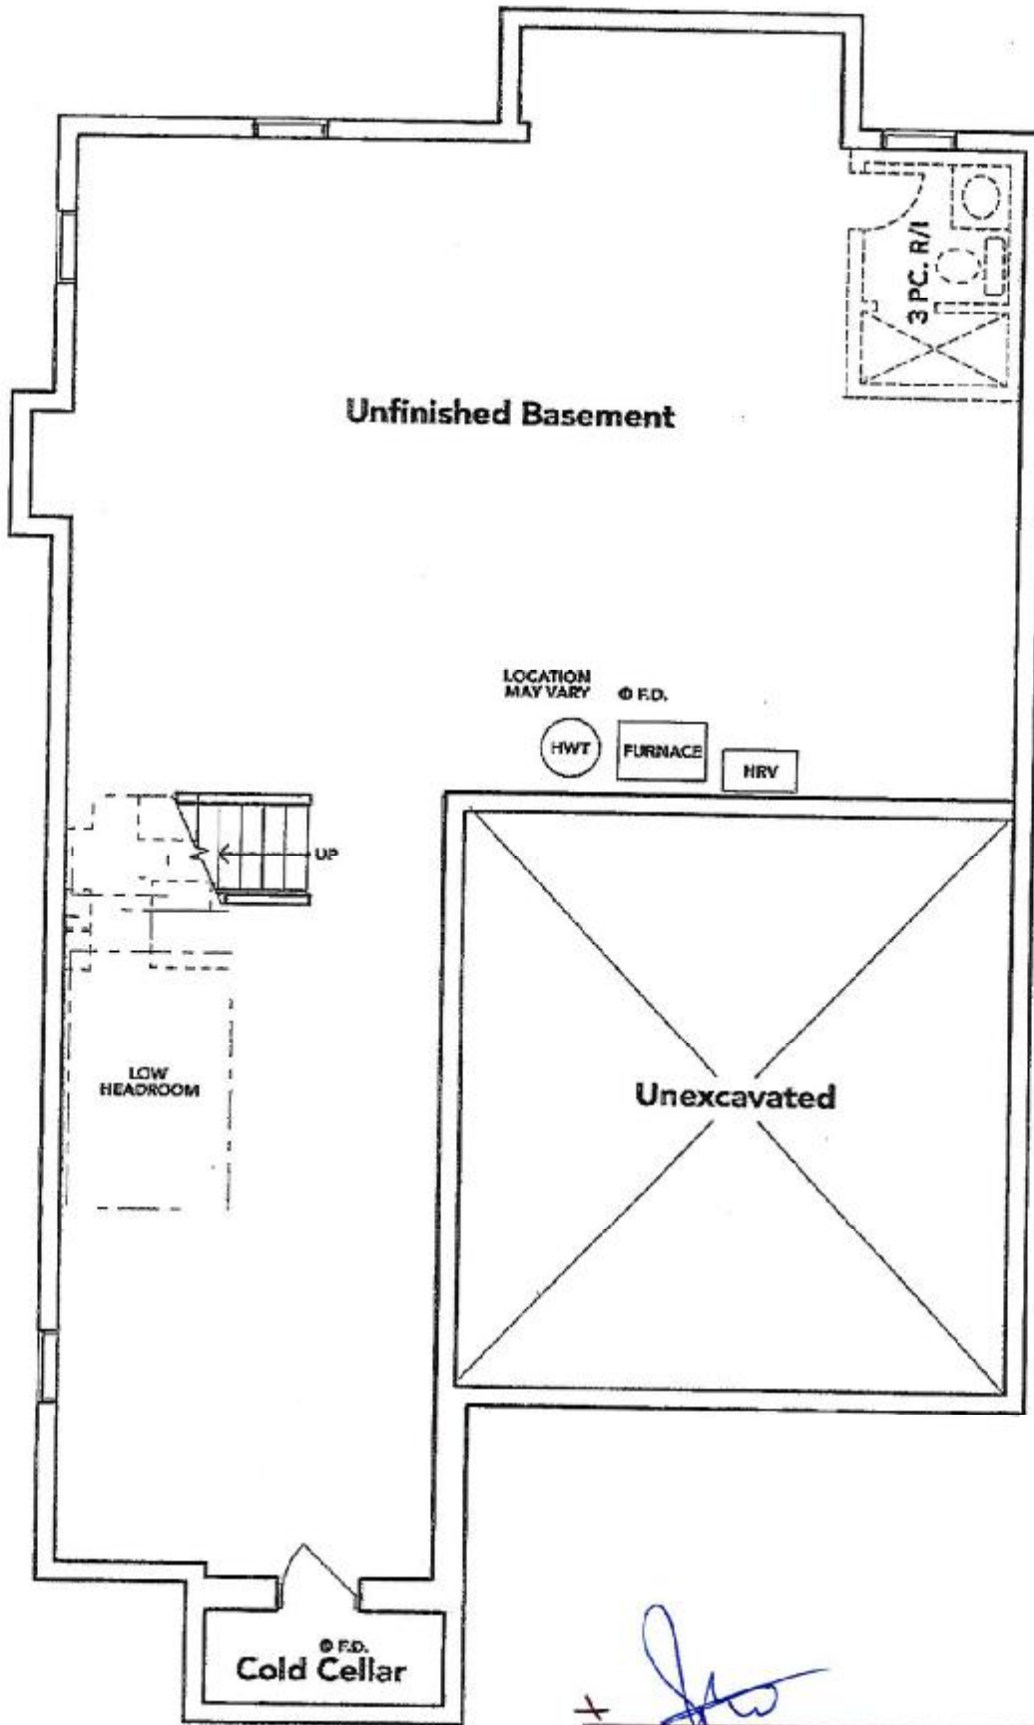 3 PC. R/I
Unfinished Basement
LOCATION
MAY VARY
F.D.
HWT
FURNACE
HRV
UP
LOW
HEADROOM
Unexcavated
F.D.
Cold Cellar
X